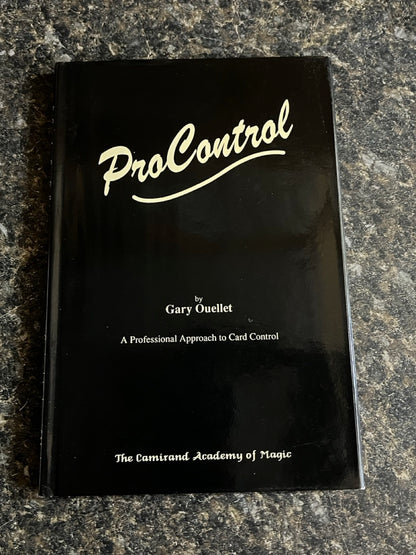 ProControl
by
Gary Ouellet
A Professional Approach to Card Control
The Camirand Academy of Magic